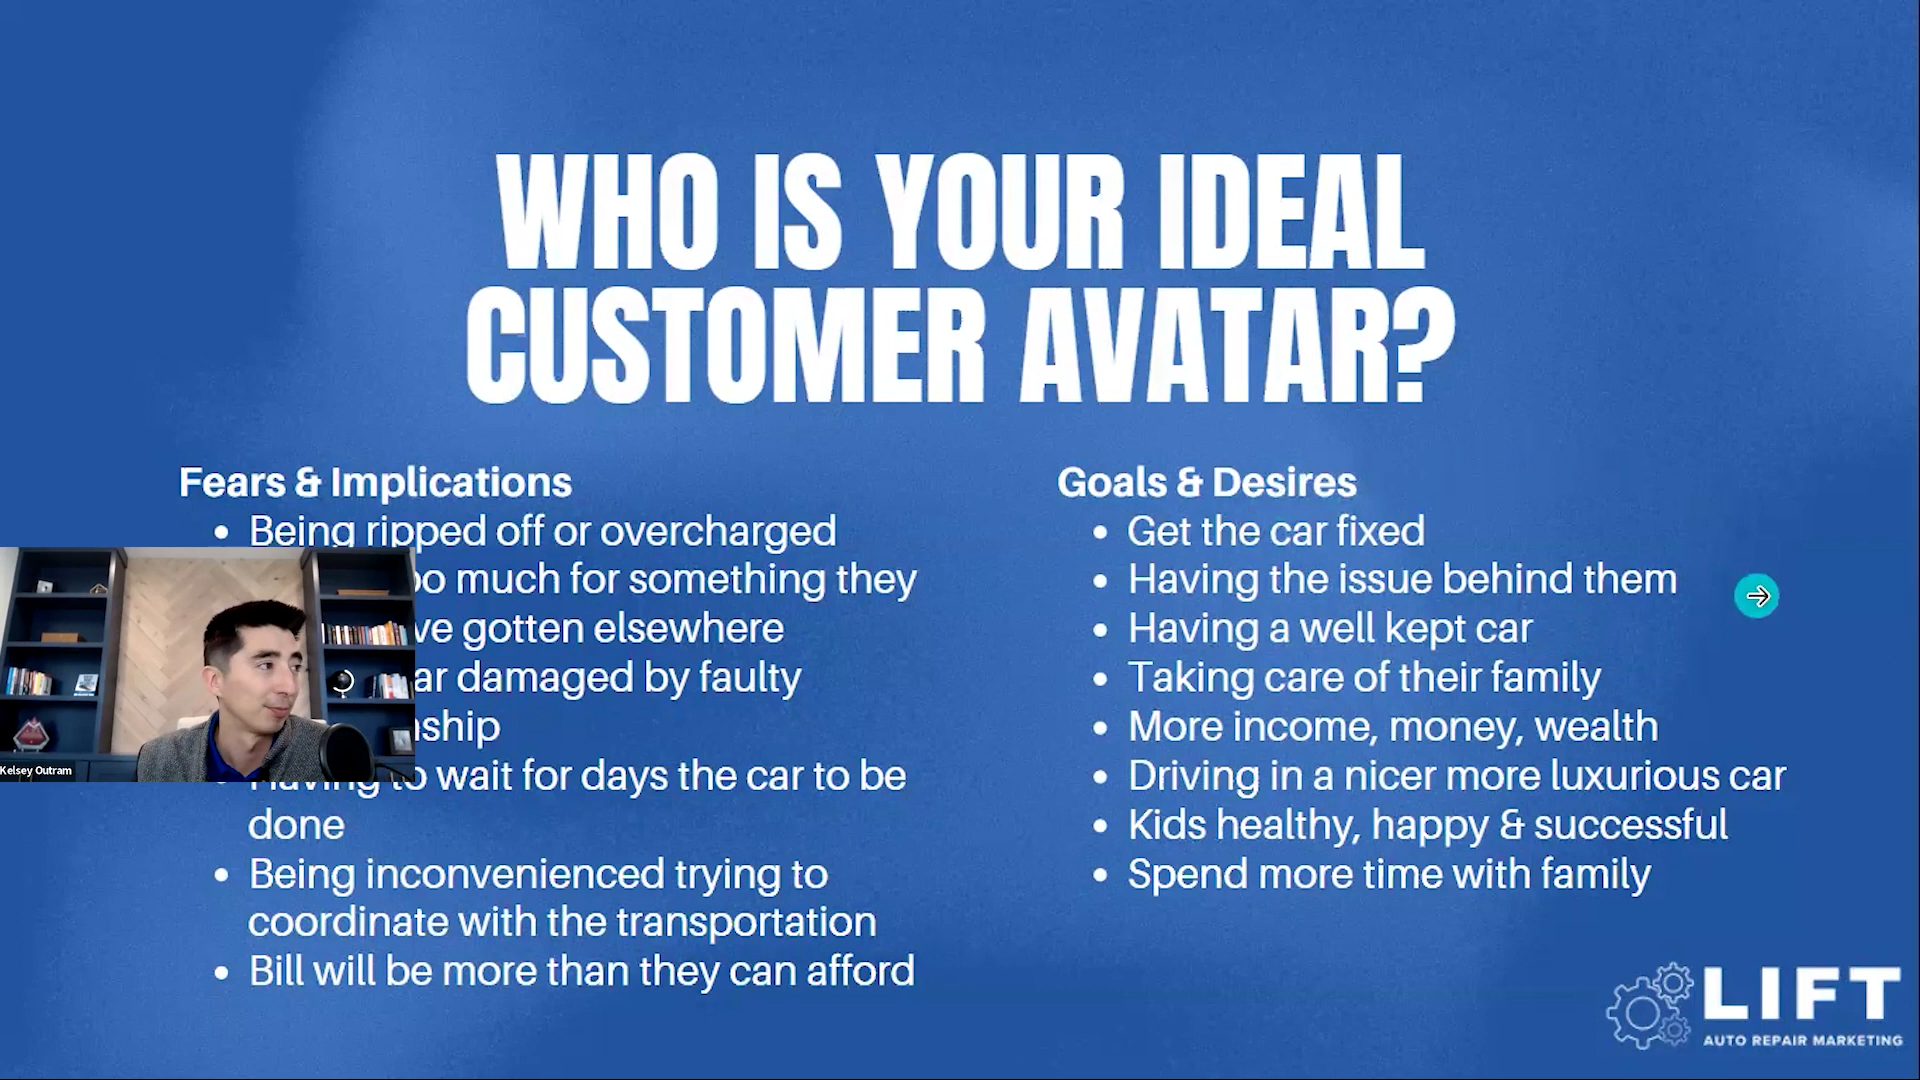 WHO IS YOUR IDEAL
CUSTOMER AVATAR?
Fears & Implications
Being ripped off or overcharged
much for something they
gotten elsewhere
damaged by faulty
Having to wait for days the car to be
done
Being inconvenienced trying to
coordinate with the transportation
Bill will be more than they can afford
Goals & Desires
Get the car fixed
Having the issue behind them
Having a well kept car
Taking care of their family
More income, money, wealth
Driving in a nicer more luxurious car
Kids healthy, happy & successful
Spend more time with family
Kelsey Outram
LIFT
AUTO REPAIR MARKETING